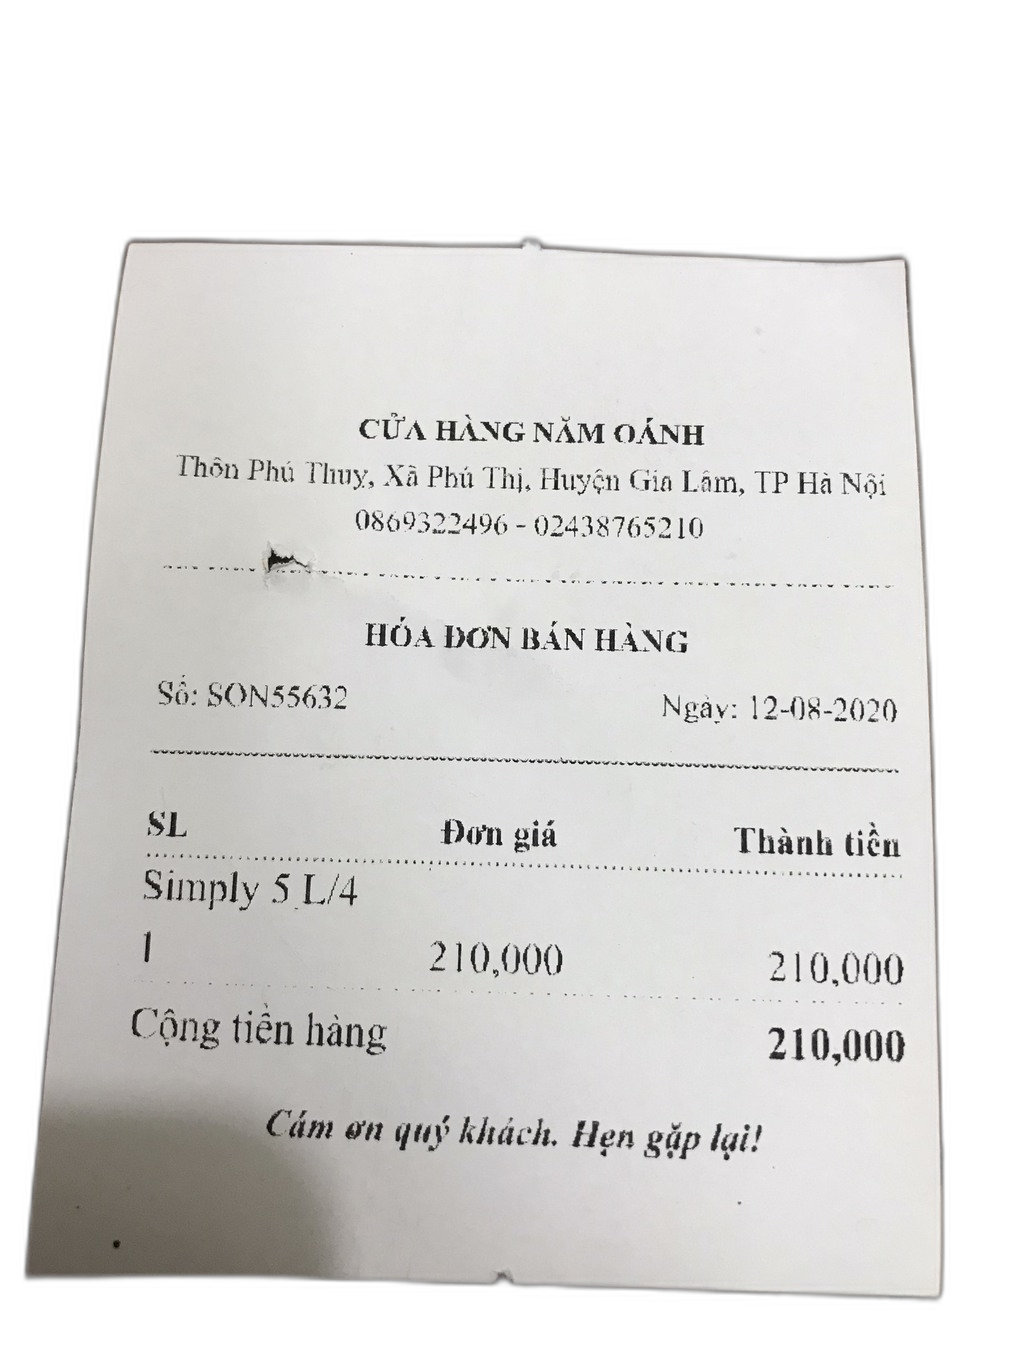 CỬA HÀNG NĂM OÁNH
Thôn Phú Thuy, Xã Phú Thị, Huyện Gia Lâm, TP Hà Nội
0869322496 - 02438765210
HÓA ĐƠN BÁN HÀNG
Số: SON55632 Ngày: 12-08-2020
SL Đơn giá Thành tiền
Simply 5 L/4
1 210,000 210,000
Cộng tiền hàng 210,000
Cám ơn quý khách. Hẹn gặp lại!